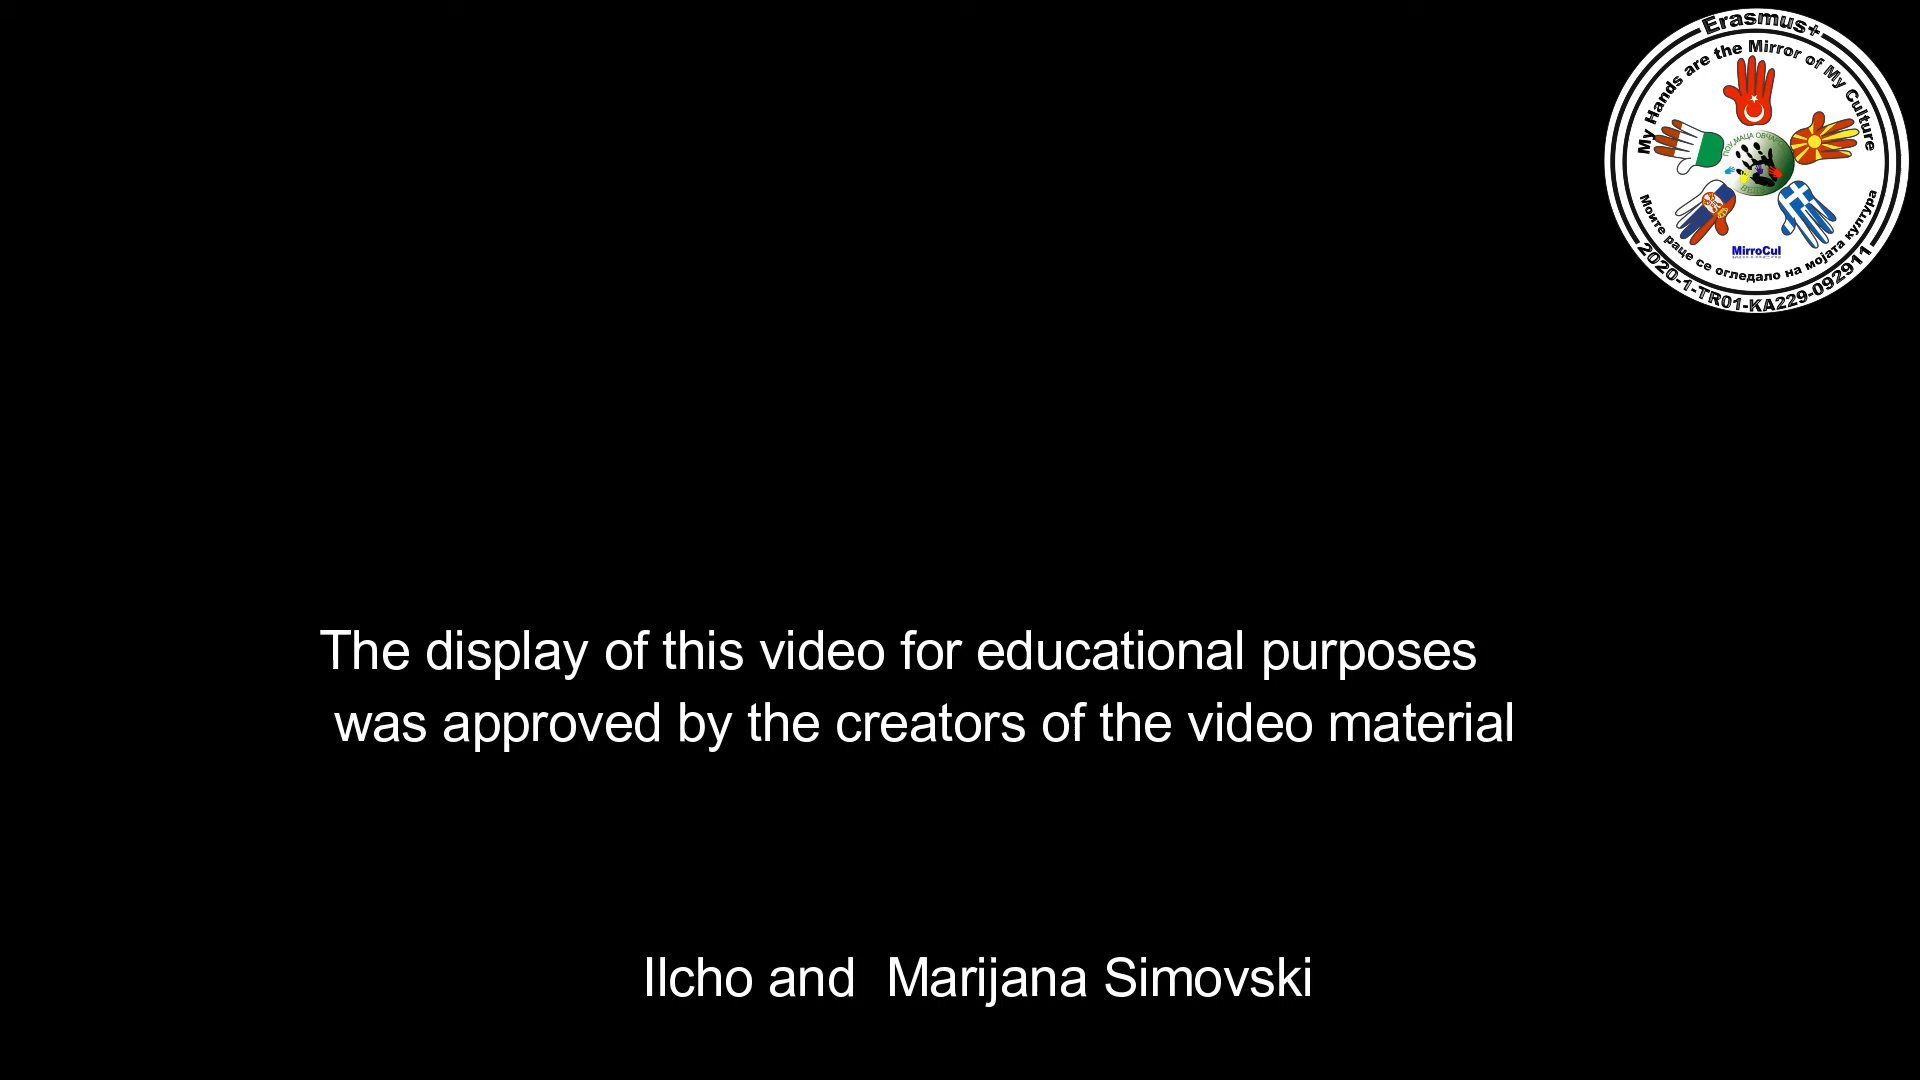 Erasmus+
My Hands are the Mirror of My Culture
MirroCul
Моите раце се огледало на мојата култура
2020-1-TR01-KA229-092911
The display of this video for educational purposes
was approved by the creators of the video material
Ilcho and Marijana Simovski